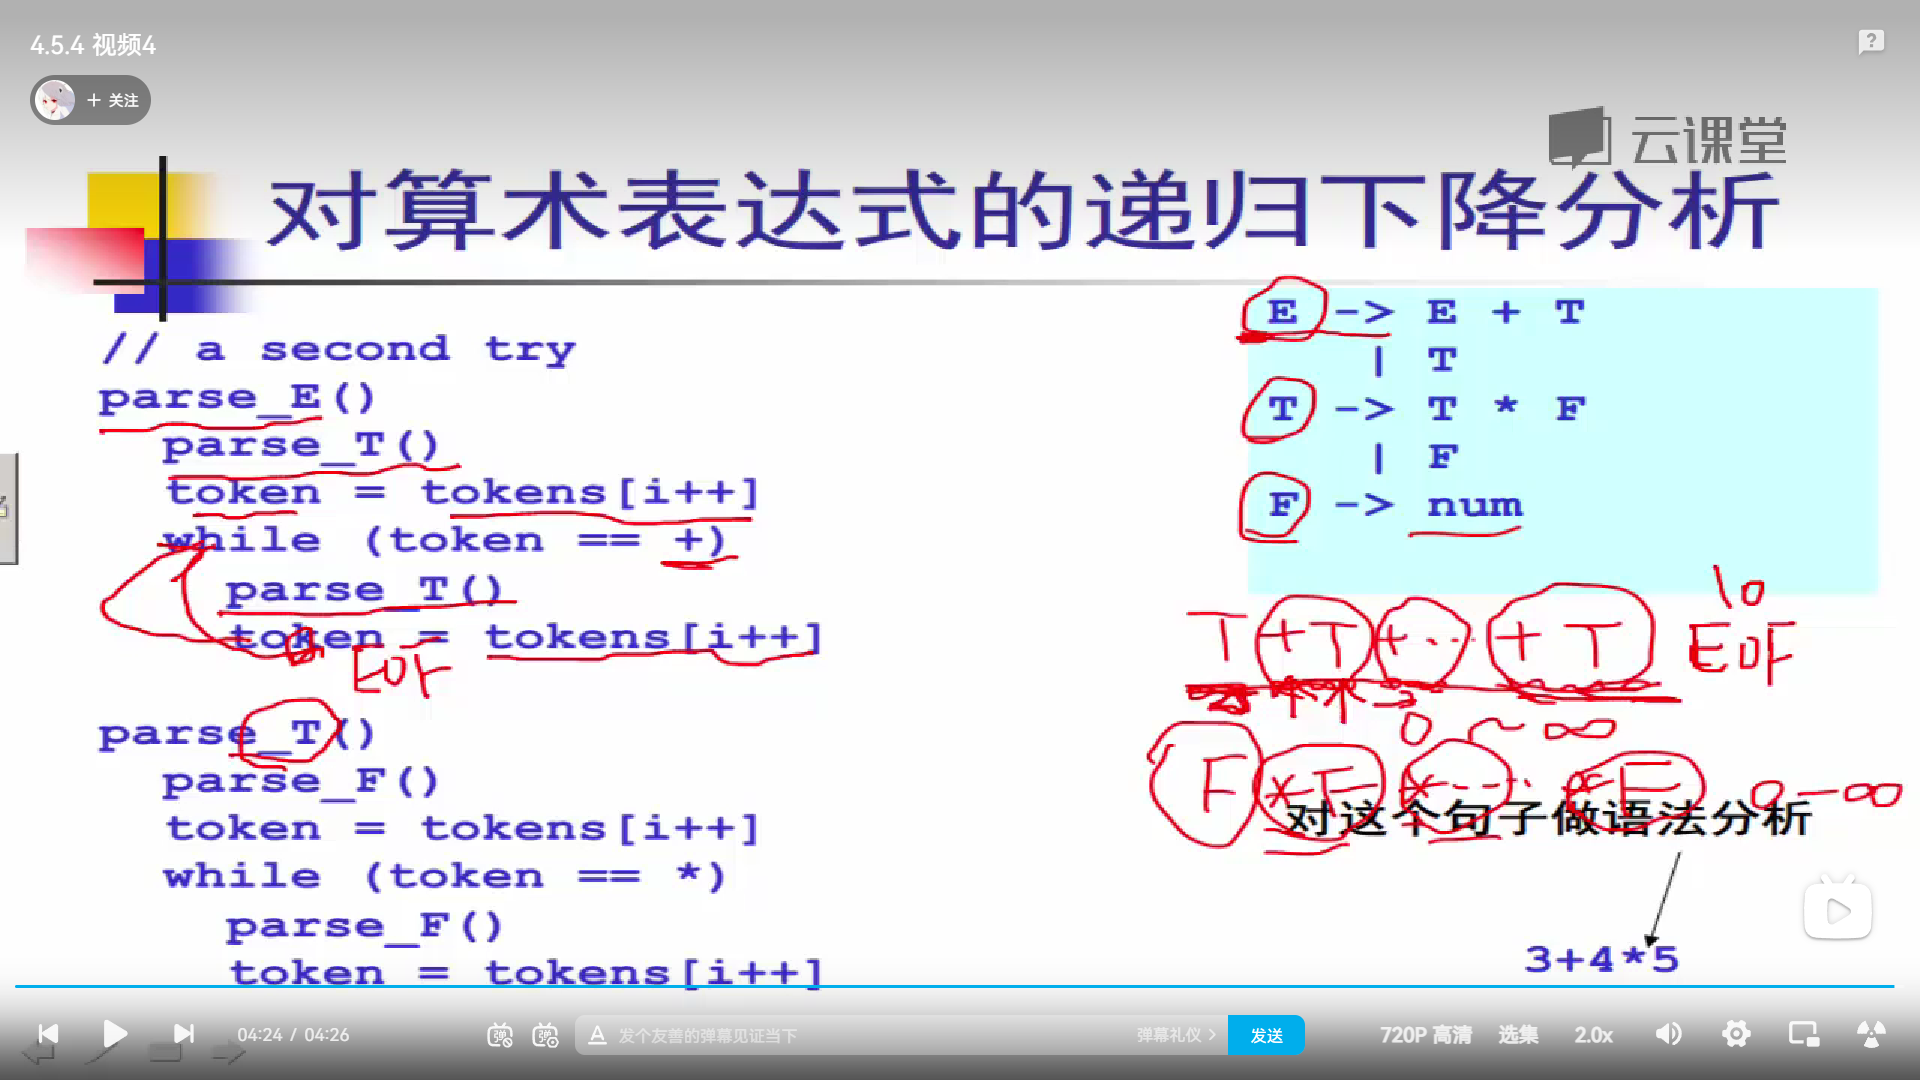 4.5.4 视频4
+ 关注
云课堂
对算术表达式的递归下降分析
// a second try
parse_E()
parse_T()
token = tokens[i++]
while (token == +)
parse_T()
token = tokens[i++]
EOF
parse_T()
parse_F()
token = tokens[i++]
while (token == *)
parse_F()
token = tokens[i++]
E -> E + T
| T
T -> T * F
| F
F -> num
T +T +... + T EOF
0 ~ ∞
F *F *... *F 0 - ∞
对这个句子做语法分析
3+4*5
04:24 / 04:26
弹
弹
A 发个友善的弹幕见证当下
弹幕礼仪 >
发送
720P 高清
选集
2.0x